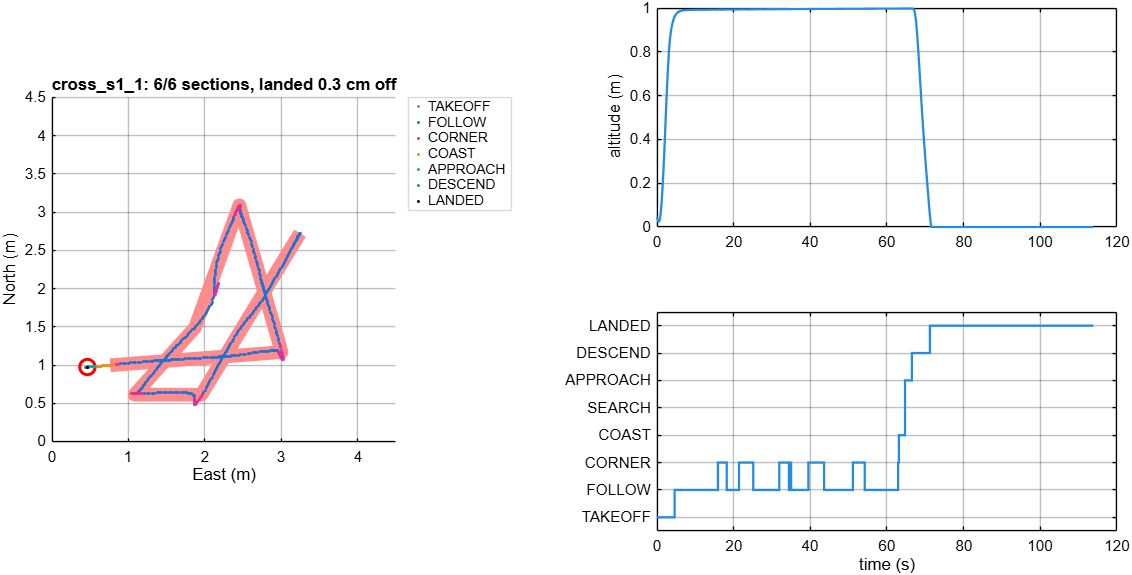 cross_s1_1: 6/6 sections, landed 0.3 cm off
4.5
4
3.5
3
2.5
2
1.5
1
0.5
0
North (m)
0 1 2 3 4
East (m)
TAKEOFF
FOLLOW
CORNER
COAST
APPROACH
DESCEND
LANDED
1
0.8
0.6
0.4
0.2
0
altitude (m)
0 20 40 60 80 100 120
LANDED
DESCEND
APPROACH
SEARCH
COAST
CORNER
FOLLOW
TAKEOFF
0 20 40 60 80 100 120
time (s)